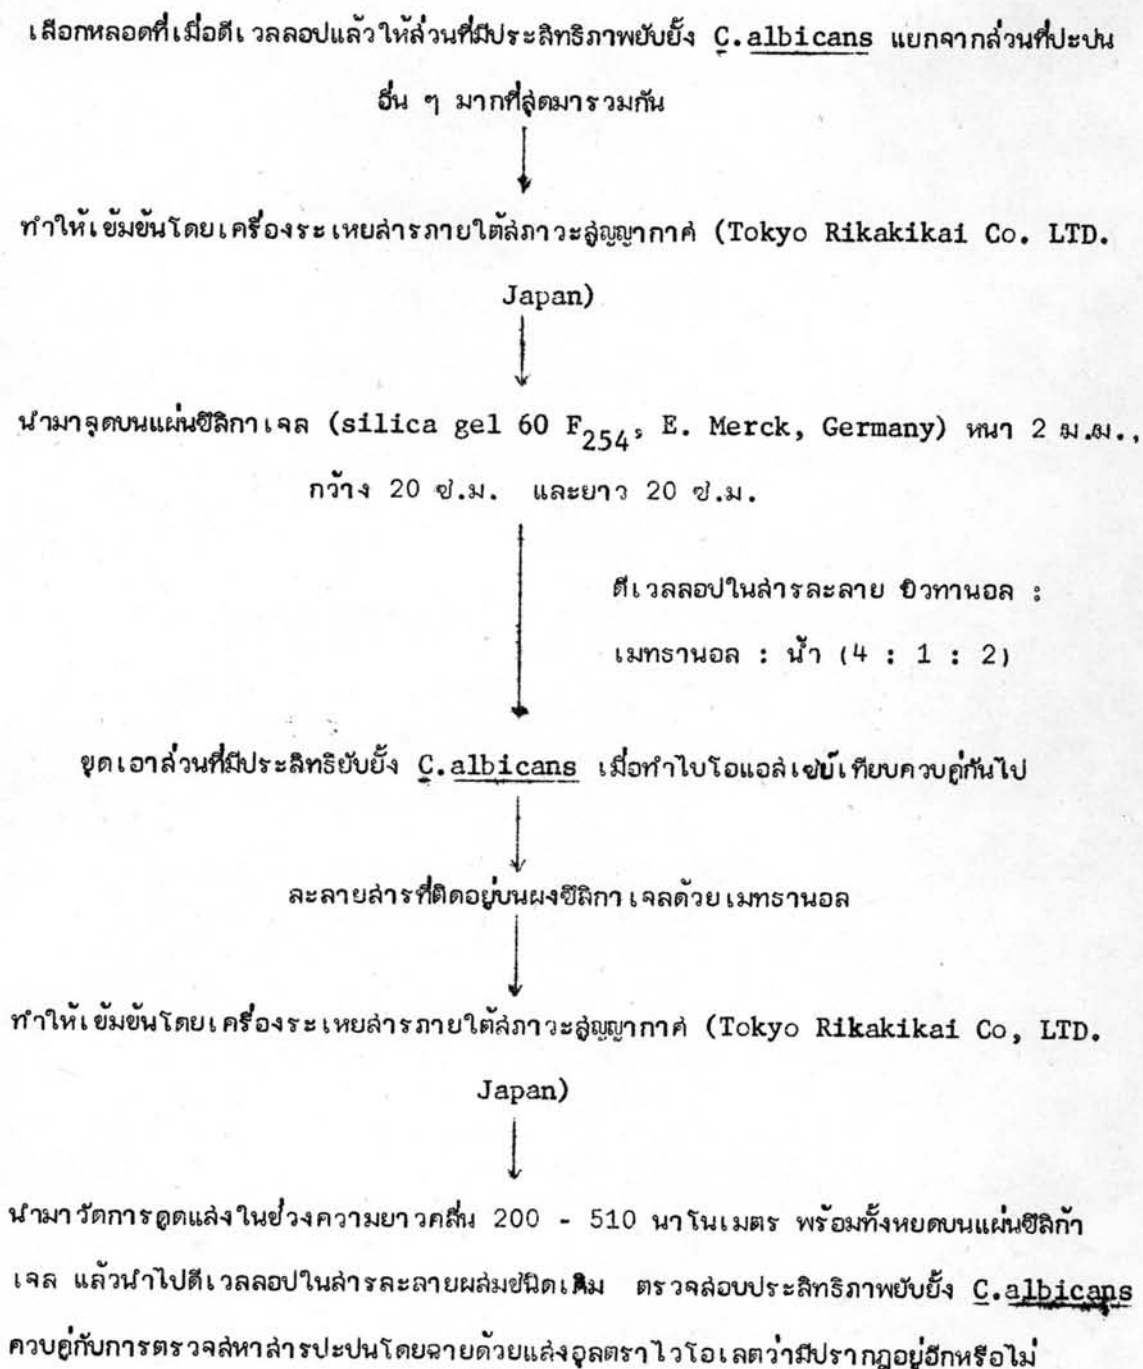 เลือกหลอดที่เมื่อดีเวลลอปแล้วให้ส่วนที่มีประสิทธิภาพยับยั้ง C.albicans แยกจากส่วนที่ปะปน
อื่น ๆ มากที่สุดมารวมกัน
ทำให้เข้มข้นโดยเครื่องระเหยสารภายใต้สภาวะสูญญากาศ (Tokyo Rikakikai Co. LTD.
Japan)
นำมาจุดบนแผ่นซิลิกาเจล (silica gel 60 F254, E. Merck, Germany) หนา 2 ม.ม.,
กว้าง 20 ซ.ม. และยาว 20 ซ.ม.
ดีเวลลอปในสารละลาย บิวทานอล :
เมทธานอล : น้ำ (4 : 1 : 2)
ขูดเอาส่วนที่มีประสิทธิยับยั้ง C.albicans เมื่อทำไบโอแอสเซย์เทียบควบคู่กันไป
ละลายสารที่ติดอยู่บนผงซิลิกาเจลด้วยเมทธานอล
ทำให้เข้มข้นโดยเครื่องระเหยสารภายใต้สภาวะสูญญากาศ (Tokyo Rikakikai Co, LTD.
Japan)
นำมาวัดการดูดแสงในช่วงความยาวคลื่น 200 - 510 นาโนเมตร พร้อมทั้งหยดบนแผ่นซิลิก้า
เจล แล้วนำไปดีเวลลอปในสารละลายผสมชนิดเดิม ตรวจสอบประสิทธิภาพยับยั้ง C.albicans
ควบคู่กับการตรวจสหาสารปะปนโดยฉายด้วยแสงอุลตราไวโอเลตว่ามีปรากฏอยู่อีกหรือไม่